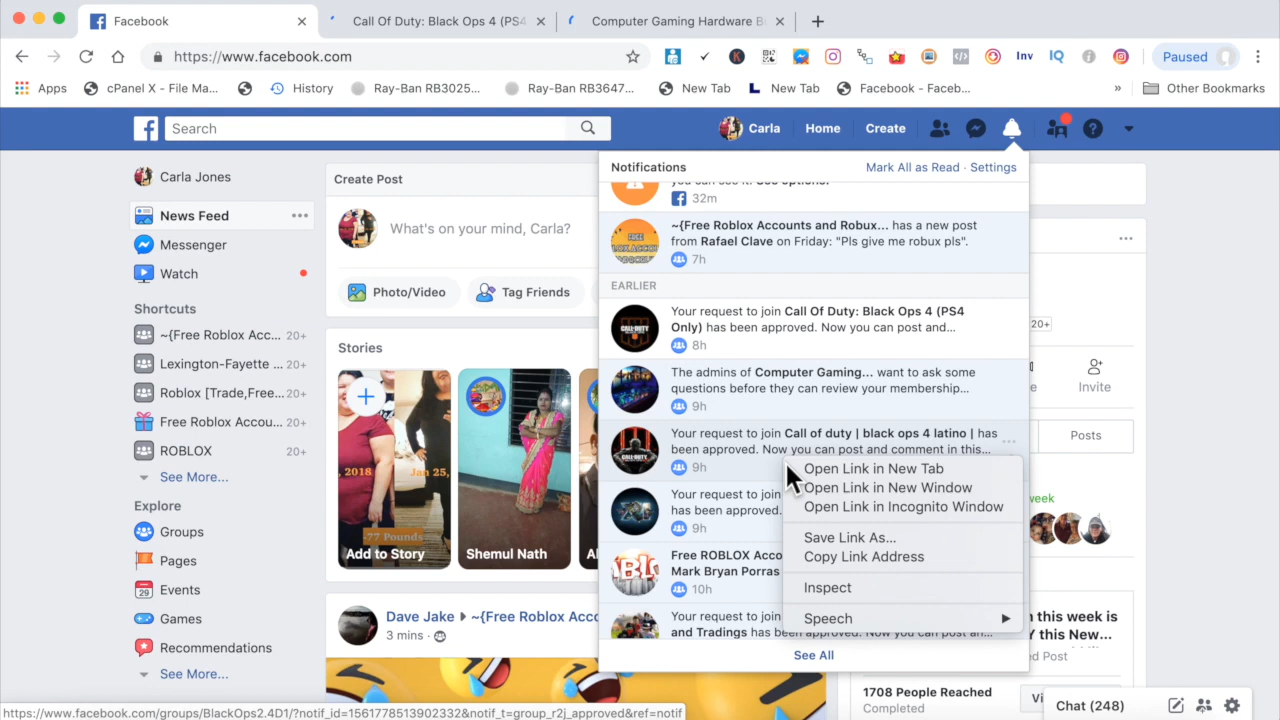 Facebook
Call Of Duty: Black Ops 4 (PS4
Computer Gaming Hardware B
https://www.facebook.com
Inv
IQ
Paused
Apps
cPanel X - File Ma...
History
Ray-Ban RB3025...
Ray-Ban RB3647...
New Tab
New Tab
Facebook - Faceb...
»
Other Bookmarks
Search
Carla
Home
Create
Carla Jones
News Feed
Messenger
Watch
Shortcuts
~{Free Roblox Acc... 20+
Lexington-Fayette ... 20+
Roblox [Trade,Free... 20+
Free Roblox Accou... 20+
ROBLOX 20+
See More...
Explore
Groups
Pages
Events
Games
Recommendations
See More...
Create Post
What's on your mind, Carla?
Photo/Video
Tag Friends
Stories
2018
Jan 25,
-77 Pounds
Add to Story
Shemul Nath
Dave Jake ▸ ~{Free Roblox Acco
3 mins ·
Notifications
Mark All as Read · Settings
you can see it. See options.
32m
~{Free Roblox Accounts and Robux... has a new post
from Rafael Clave on Friday: "Pls give me robux pls".
7h
EARLIER
Your request to join Call Of Duty: Black Ops 4 (PS4
Only) has been approved. Now you can post and...
8h
The admins of Computer Gaming... want to ask some
questions before they can review your membership...
9h
Your request to join Call of duty | black ops 4 latino | has
been approved. Now you can post and comment in this...
9h
Your request to join
has been approved.
9h
Free ROBLOX Acco
Mark Bryan Porras
10h
Your request to join
and Tradings has been approved. Now you can post an...
See All
Open Link in New Tab
Open Link in New Window
Open Link in Incognito Window
Save Link As...
Copy Link Address
Inspect
Speech
20+
e
Invite
Posts
week
h this week is
Y this New...
d Post
1708 People Reached
Completed
Vi
Chat (248)
https://www.facebook.com/groups/BlackOps2.4D1/?notif_id=1561778513902332&notif_t=group_r2j_approved&ref=notif